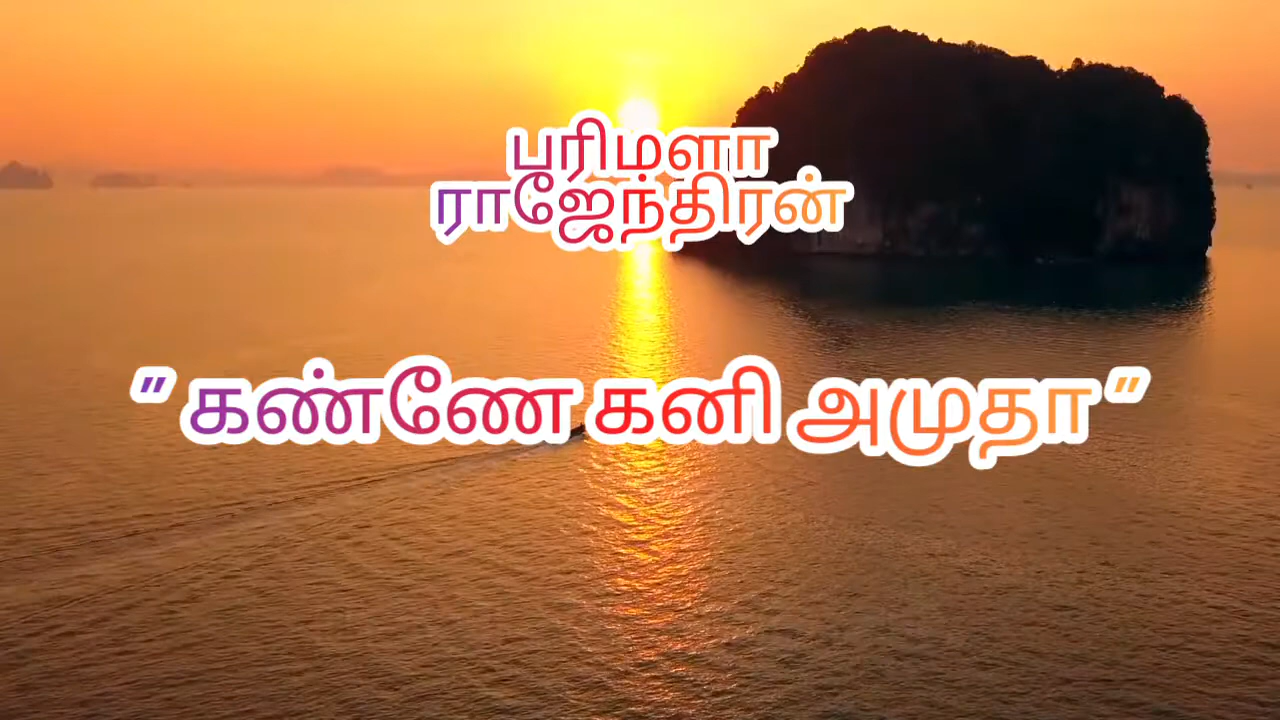 பரிமளா
ராஜேந்திரன்
" கண்ணே கனி அமுதா "